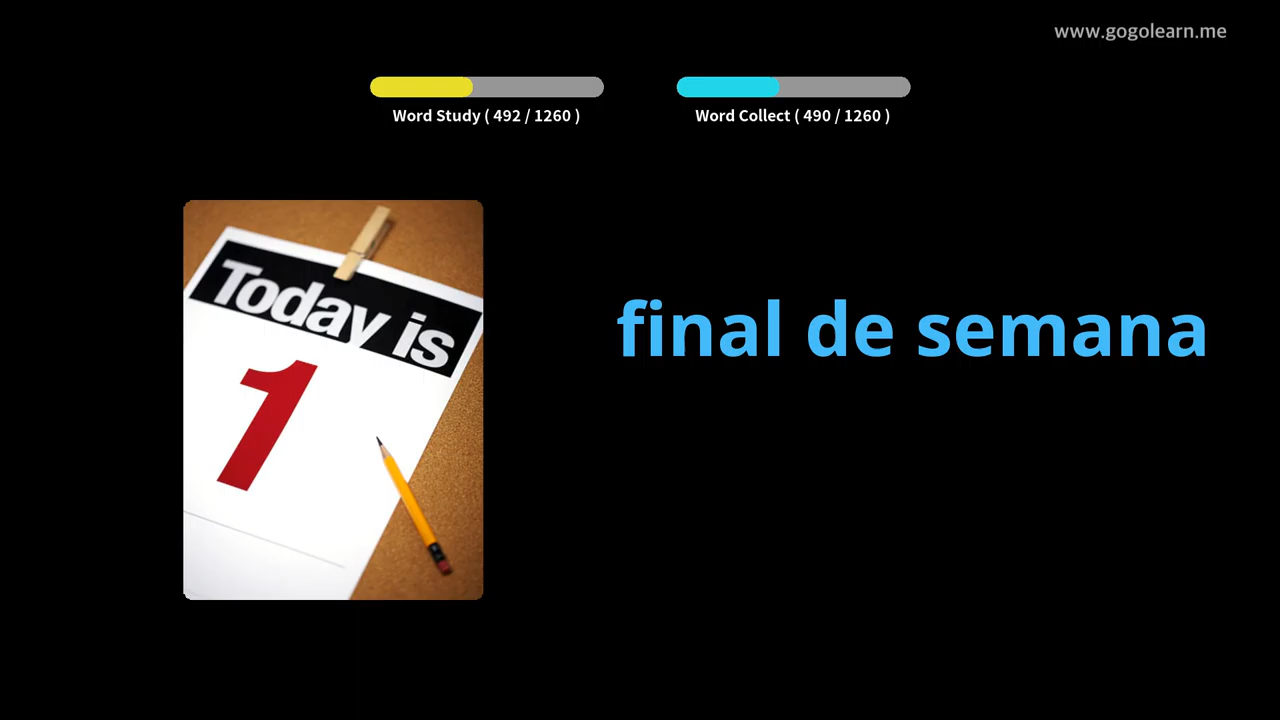 www.gogolearn.me
Word Study ( 492 / 1260 )
Word Collect ( 490 / 1260 )
Today is
1
final de semana